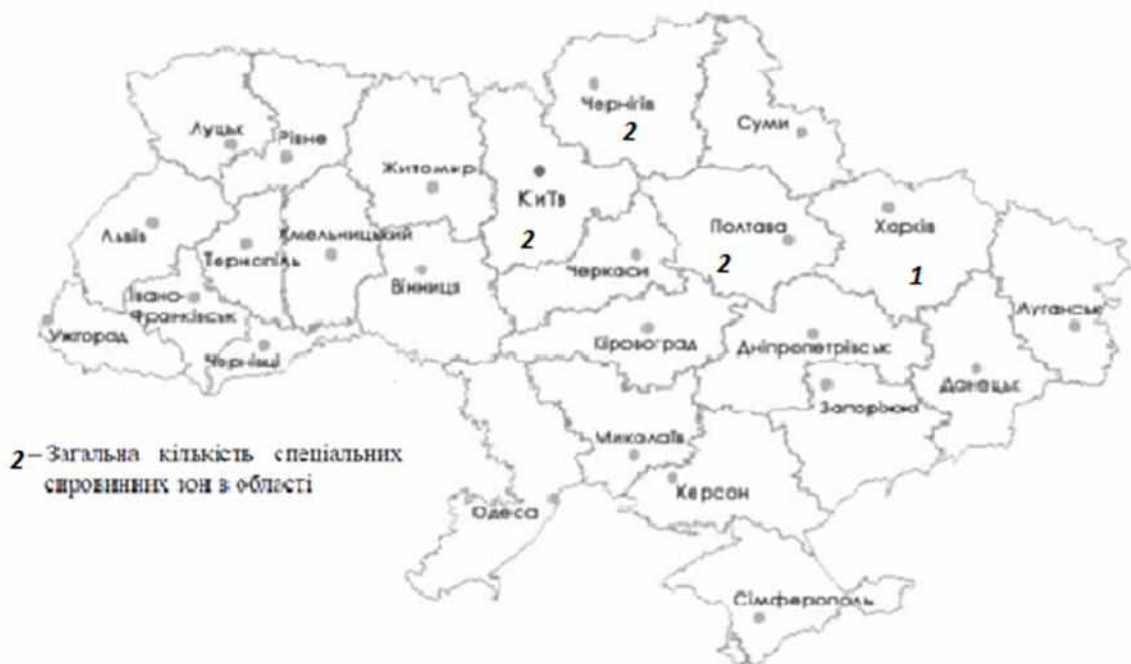 Чернігів
2
Суми
Луцьк
Рівне
Житомир
Київ
2
Полтава
2
Харків
1
Львів
Тернопіль
Хмельницький
Вінниця
Черкаси
Івано-
Франківськ
Ужгород
Чернівці
Кіровоград
Дніпропетрівськ
Луганськ
Донецьк
Запоріжжя
Миколаїв
Херсон
Одеса
Сімферополь
2 – Загальна кількість спеціальних
сировинних зон в області